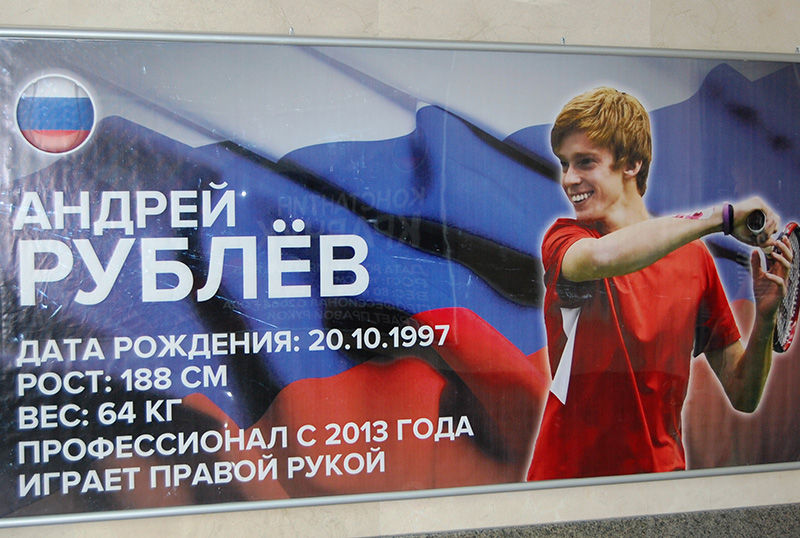 АНДРЕЙ
РУБЛЁВ
ДАТА РОЖДЕНИЯ: 20.10.1997
РОСТ: 188 СМ
ВЕС: 64 КГ
ПРОФЕССИОНАЛ С 2013 ГОДА
ИГРАЕТ ПРАВОЙ РУКОЙ